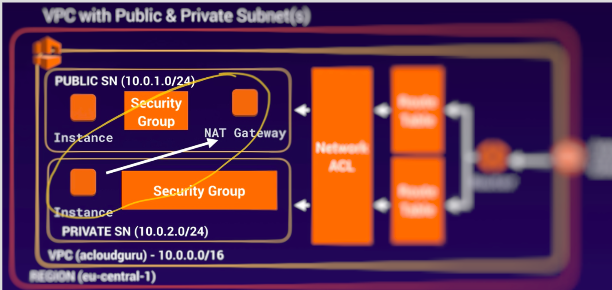 VPC with Public & Private Subnet(s)
PUBLIC SN (10.0.1.0/24)
Security
Group
Instance
NAT Gateway
Network
ACL
Route
Table
Security Group
Instance
Route
Table
PRIVATE SN (10.0.2.0/24)
VPC (acloudguru) - 10.0.0.0/16
REGION (eu-central-1)